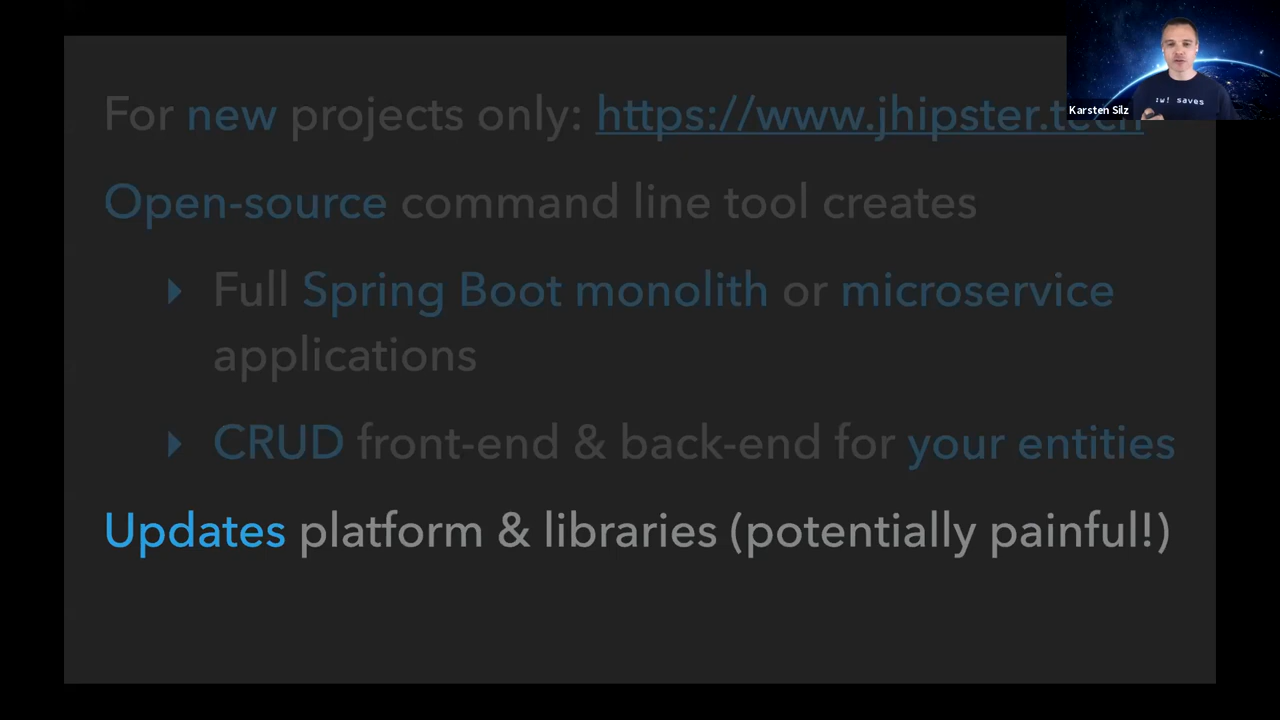 For new projects only: https://www.jhipster.tech
Karsten Silz
:w! saves
Open-source command line tool creates
Full Spring Boot monolith or microservice
applications
CRUD front-end & back-end for your entities
Updates platform & libraries (potentially painful!)